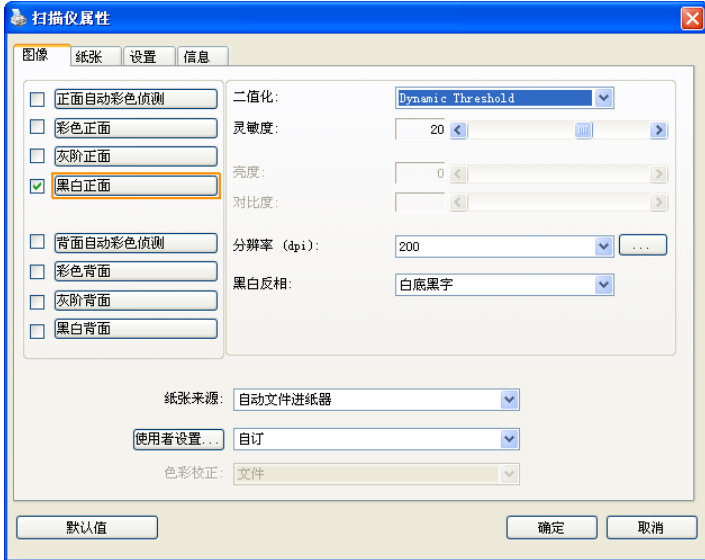 扫描仪属性
图像 纸张 设置 信息
正面自动彩色侦测
彩色正面
灰阶正面
黑白正面
背面自动彩色侦测
彩色背面
灰阶背面
黑白背面
二值化: Dynamic Threshold
灵敏度: 20
亮度: 0
对比度:
分辨率 (dpi): 200 ...
黑白反相: 白底黑字
纸张来源: 自动文件进纸器
使用者设置... 自订
色彩校正: 文件
默认值 确定 取消